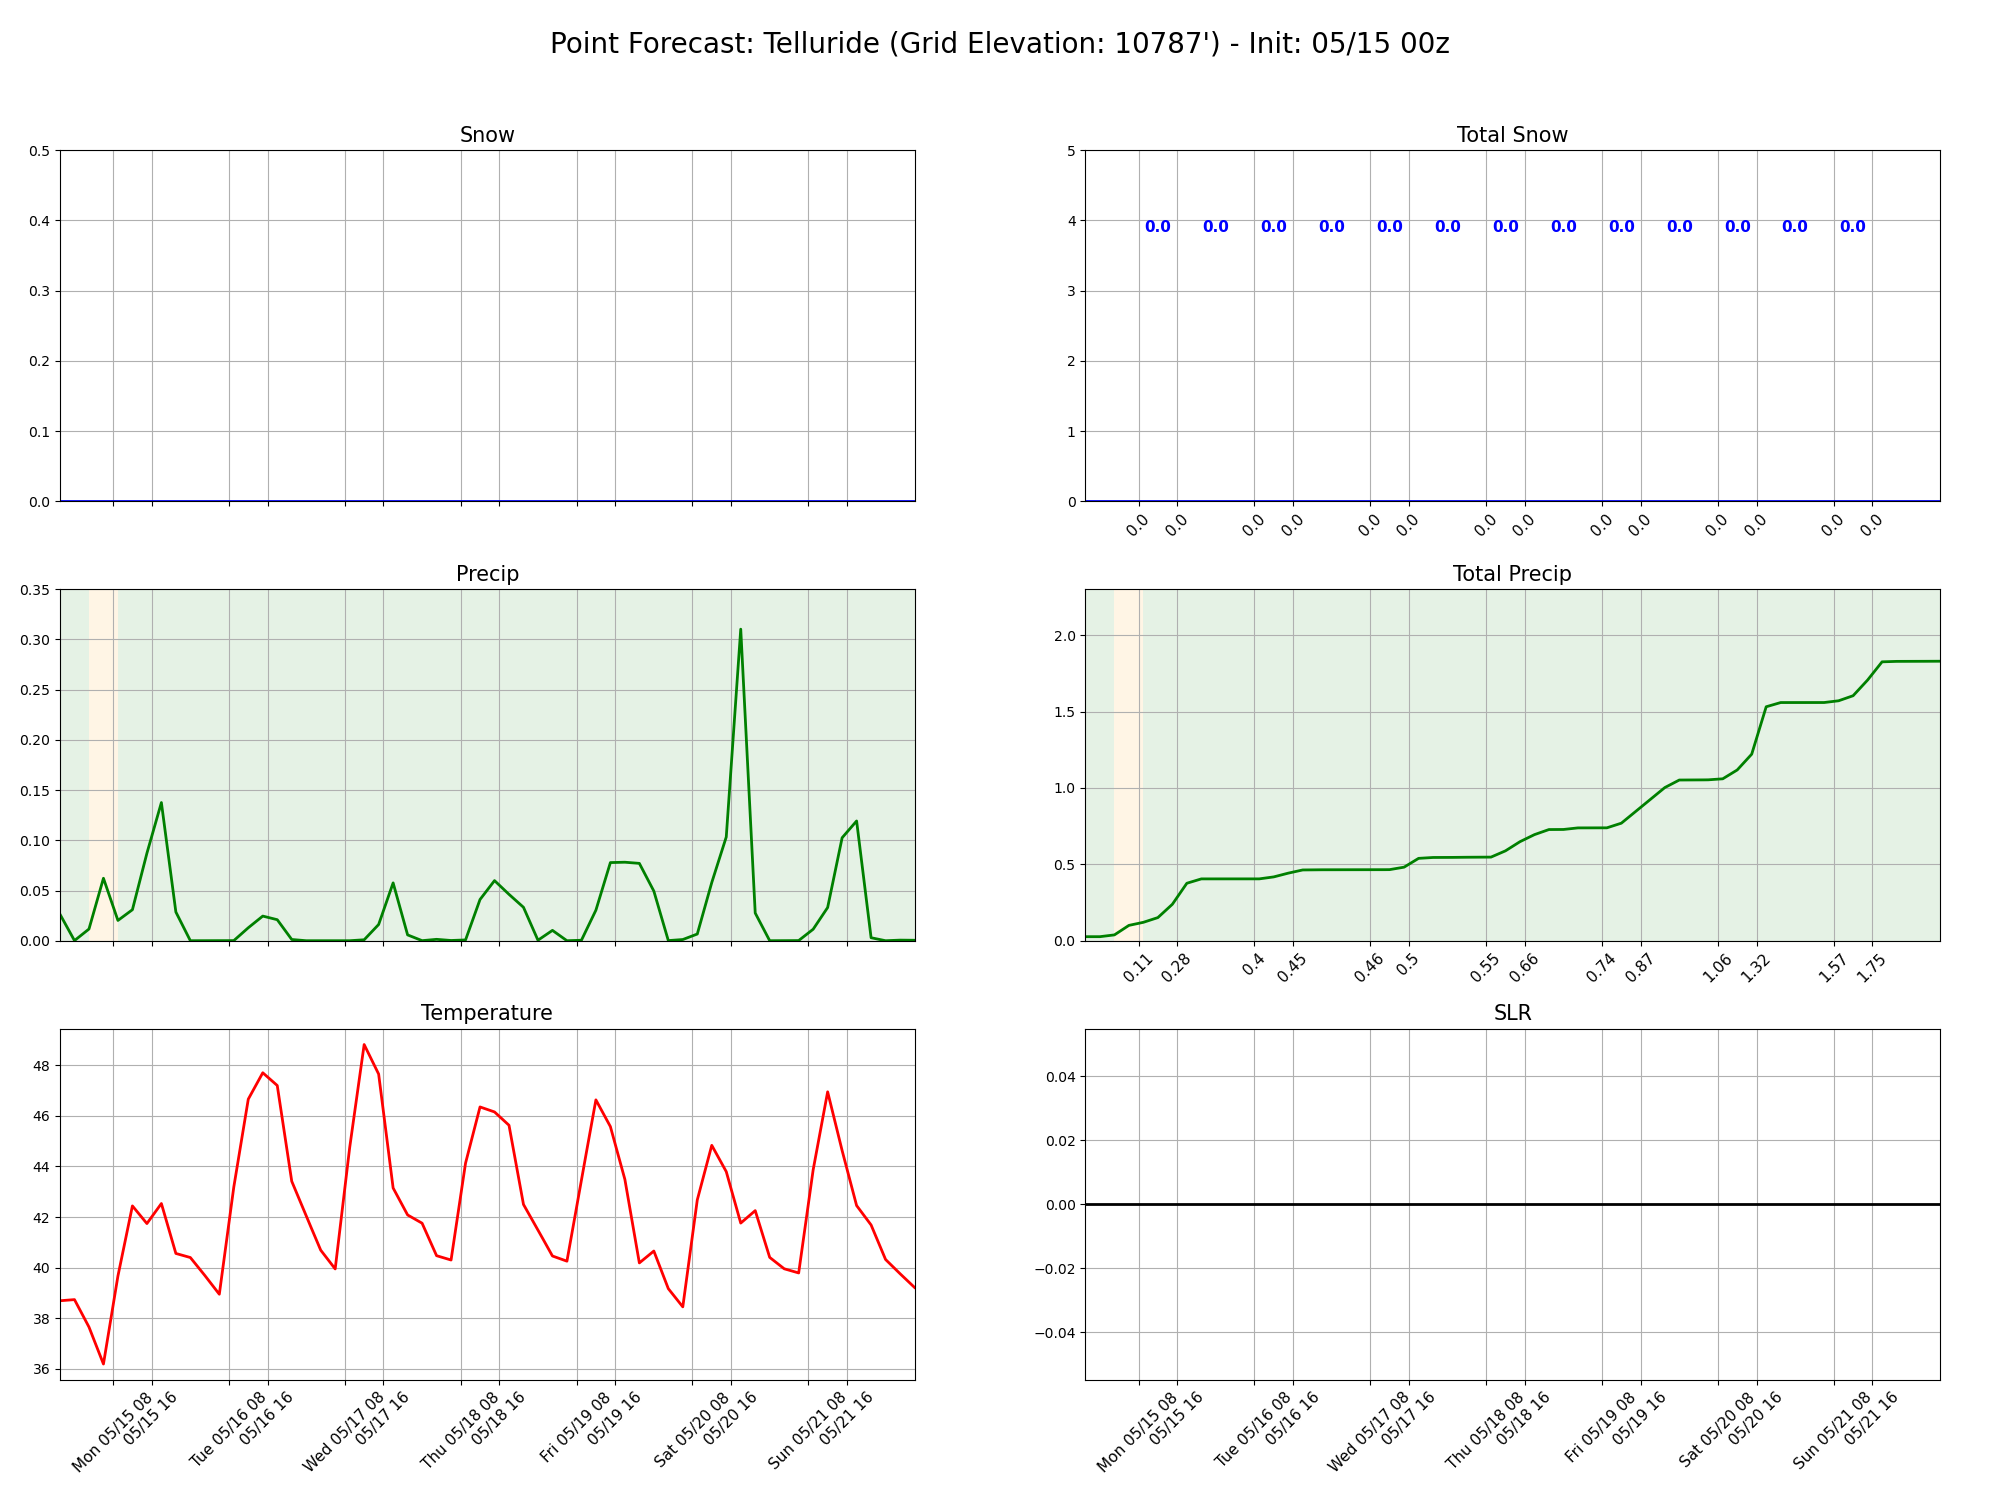 Point Forecast: Telluride (Grid Elevation: 10787') - Init: 05/15 00z
Snow
0.5
0.4
0.3
0.2
0.1
0.0
Total Snow
5
4
3
2
1
0
0.0 0.0 0.0 0.0 0.0 0.0 0.0 0.0 0.0 0.0 0.0 0.0 0.0
0.0 0.0 0.0 0.0 0.0 0.0 0.0 0.0 0.0 0.0 0.0 0.0 0.0 0.0
Precip
0.35
0.30
0.25
0.20
0.15
0.10
0.05
0.00
Total Precip
2.0
1.5
1.0
0.5
0.0
0.11 0.28 0.4 0.45 0.46 0.5 0.55 0.66 0.74 0.87 1.06 1.32 1.57 1.75
Temperature
48
46
44
42
40
38
36
Mon 05/15 08
05/15 16
Tue 05/16 08
05/16 16
Wed 05/17 08
05/17 16
Thu 05/18 08
05/18 16
Fri 05/19 08
05/19 16
Sat 05/20 08
05/20 16
Sun 05/21 08
05/21 16
SLR
0.04
0.02
0.00
−0.02
−0.04
Mon 05/15 08
05/15 16
Tue 05/16 08
05/16 16
Wed 05/17 08
05/17 16
Thu 05/18 08
05/18 16
Fri 05/19 08
05/19 16
Sat 05/20 08
05/20 16
Sun 05/21 08
05/21 16